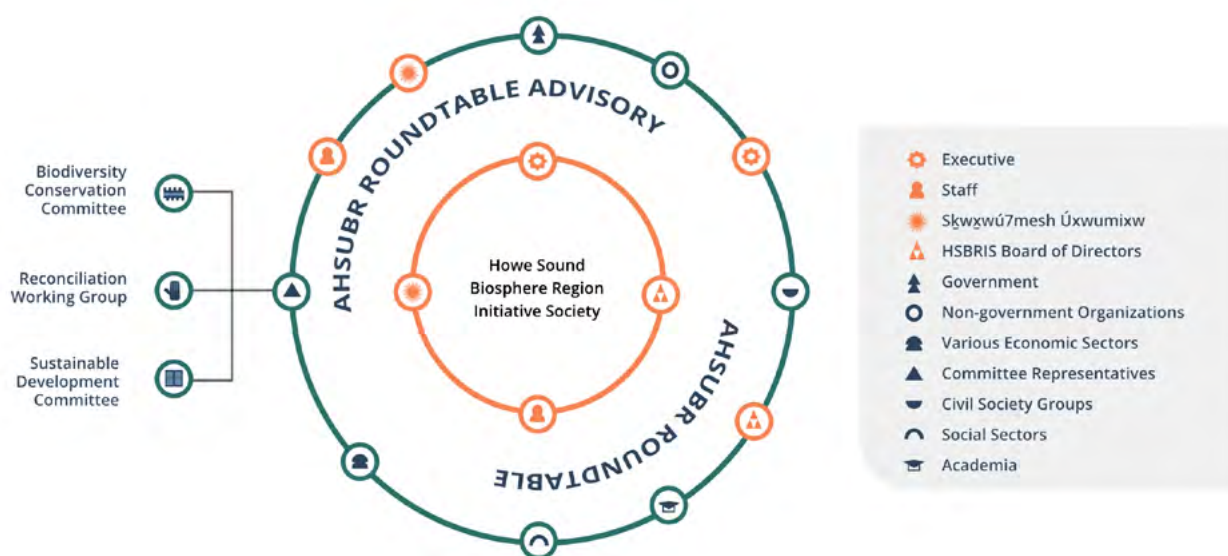 AHSUBR ROUNDTABLE ADVISORY
Biodiversity
Conservation
Committee
Reconciliation
Working Group
Sustainable
Development
Committee
Howe Sound
Biosphere Region
Initiative Society
AHSUBR ROUNDTABLE
Executive
Staff
Sḵwx̱wú7mesh Úxwumixw
HSBRIS Board of Directors
Government
Non-government Organizations
Various Economic Sectors
Committee Representatives
Civil Society Groups
Social Sectors
Academia